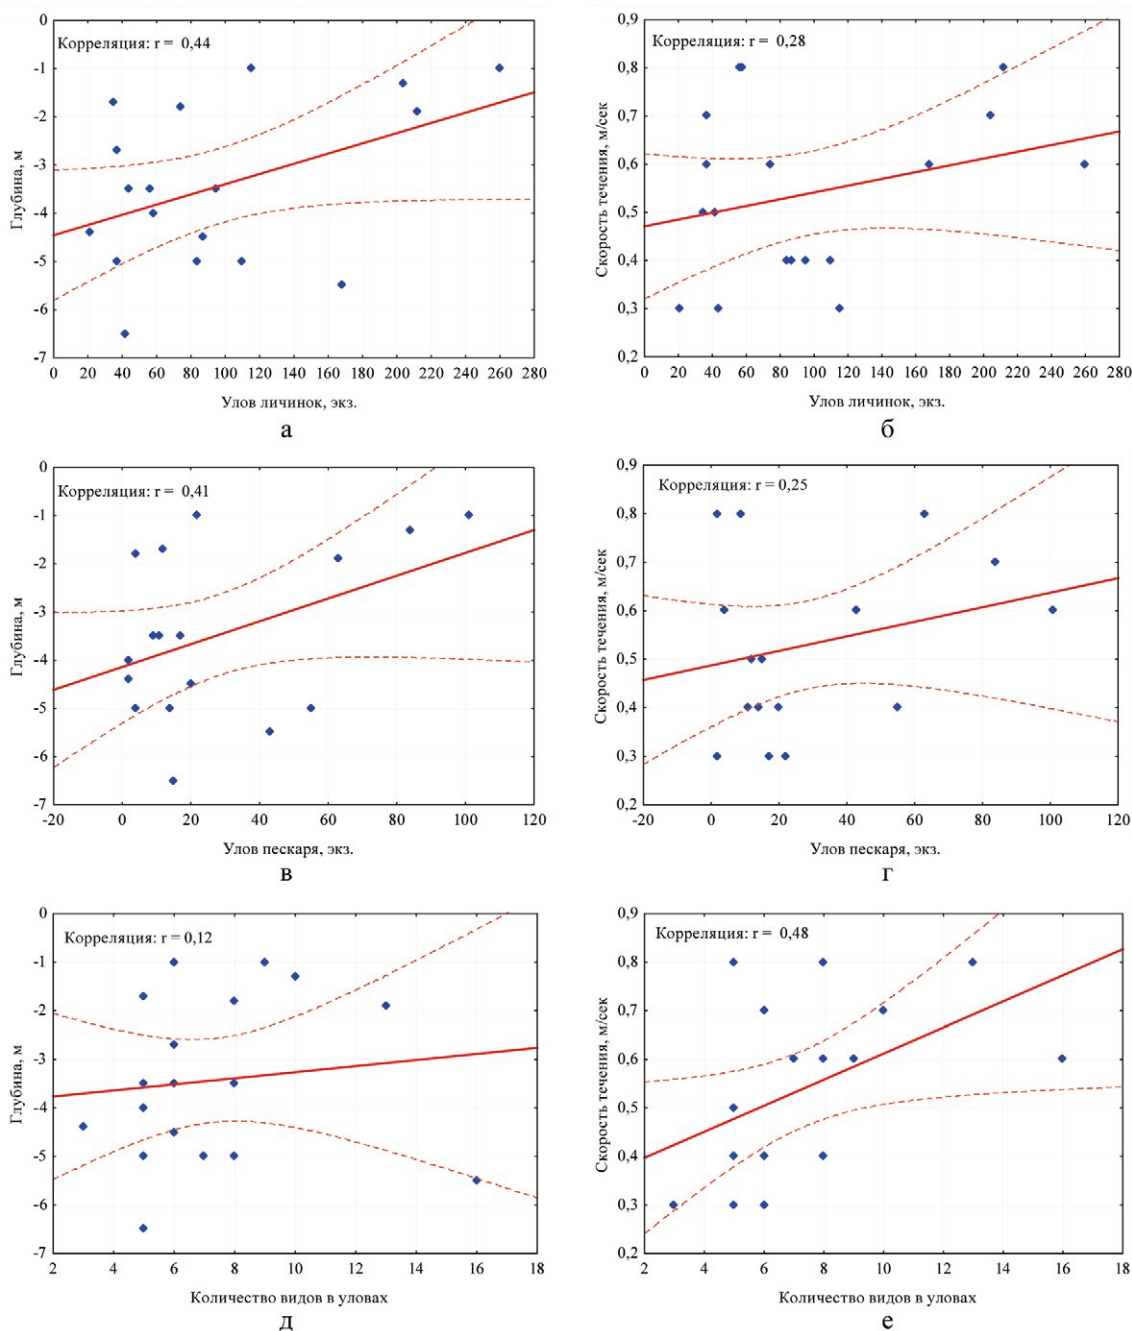 Корреляция: r = 0,44
Глубина, м
0
-1
-2
-3
-4
-5
-6
-7
0 20 40 60 80 100 120 140 160 180 200 220 240 260 280
Улов личинок, экз.
а
Корреляция: r = 0,28
Скорость течения, м/сек
0,9
0,8
0,7
0,6
0,5
0,4
0,3
0,2
0 20 40 60 80 100 120 140 160 180 200 220 240 260 280
Улов личинок, экз.
б
Корреляция: r = 0,41
Глубина, м
0
-1
-2
-3
-4
-5
-6
-7
-20 0 20 40 60 80 100 120
Улов пескаря, экз.
в
Корреляция: r = 0,25
Скорость течения, м/сек
0,9
0,8
0,7
0,6
0,5
0,4
0,3
0,2
-20 0 20 40 60 80 100 120
Улов пескаря, экз.
г
Корреляция: r = 0,12
Глубина, м
0
-1
-2
-3
-4
-5
-6
-7
2 4 6 8 10 12 14 16 18
Количество видов в уловах
д
Корреляция: r = 0,48
Скорость течения, м/сек
0,9
0,8
0,7
0,6
0,5
0,4
0,3
0,2
2 4 6 8 10 12 14 16 18
Количество видов в уловах
е